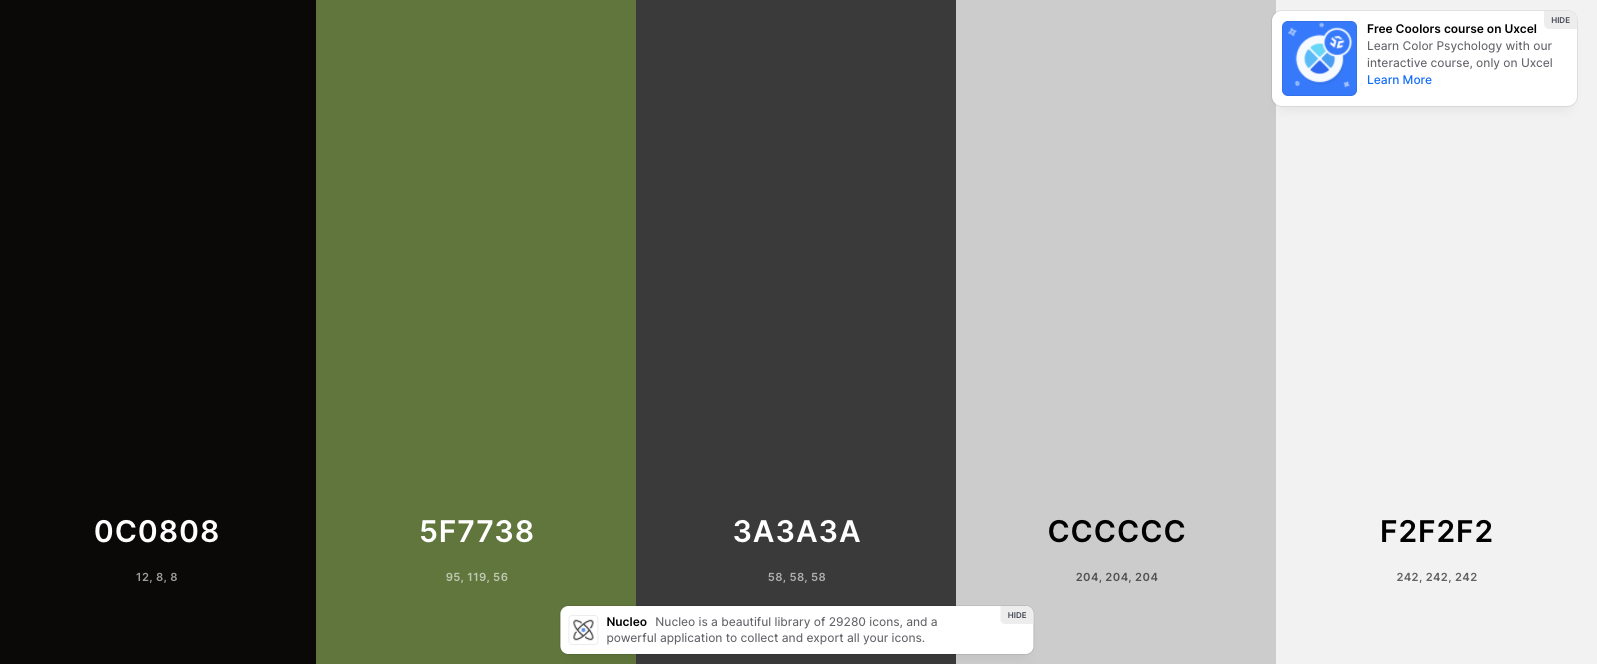 HIDE
Free Coolors course on Uxcel
Learn Color Psychology with our
interactive course, only on Uxcel
Learn More
0C0808
12, 8, 8
5F7738
95, 119, 56
3A3A3A
58, 58, 58
CCCCCC
204, 204, 204
F2F2F2
242, 242, 242
HIDE
Nucleo Nucleo is a beautiful library of 29280 icons, and a
powerful application to collect and export all your icons.